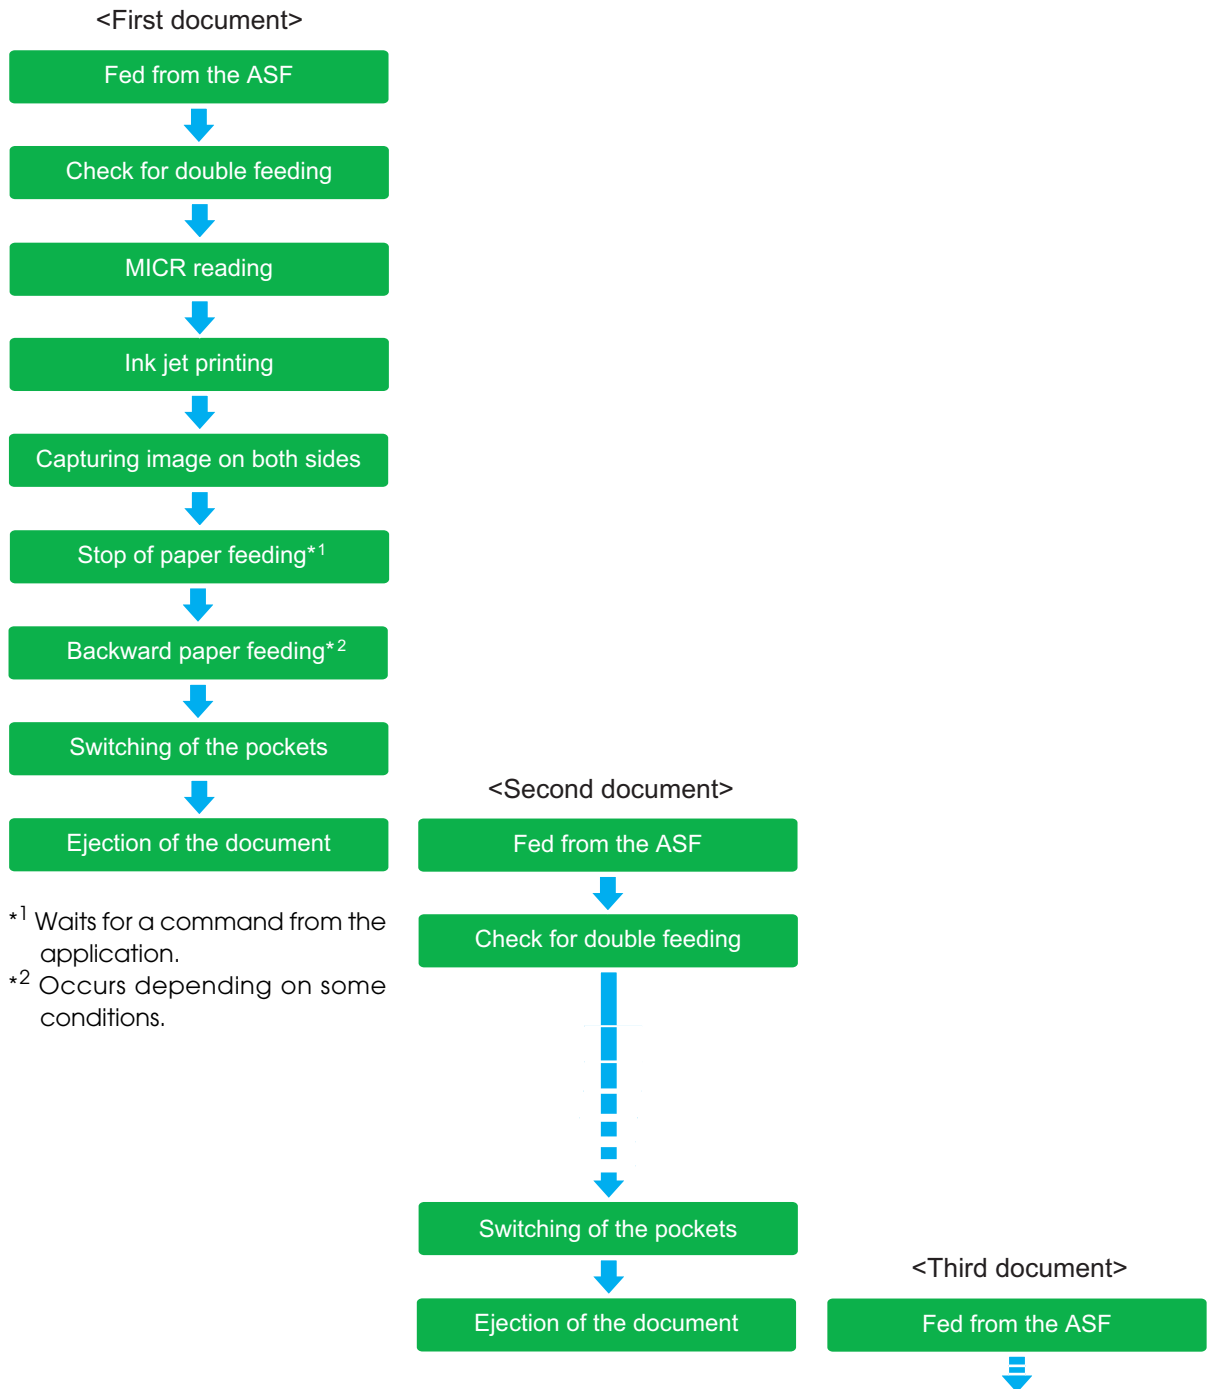 <First document>
Fed from the ASF
Check for double feeding
MICR reading
Ink jet printing
Capturing image on both sides
Stop of paper feeding*1
Backward paper feeding*2
Switching of the pockets
Ejection of the document
*1 Waits for a command from the
application.
*2 Occurs depending on some
conditions.
<Second document>
Fed from the ASF
Check for double feeding
Switching of the pockets
Ejection of the document
<Third document>
Fed from the ASF